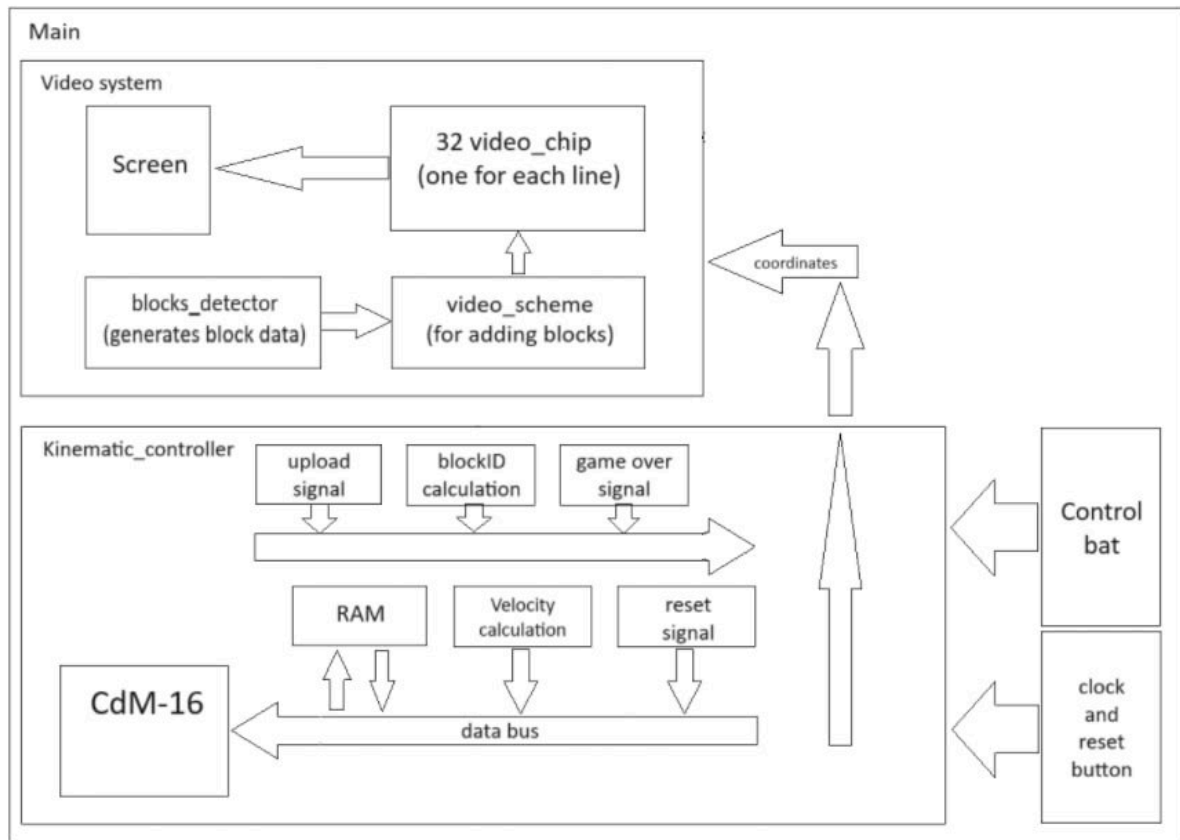 Main
Video system
Screen
32 video_chip
(one for each line)
blocks_detector
(generates block data)
video_scheme
(for adding blocks)
coordinates
Kinematic_controller
upload
signal
blockID
calculation
game over
signal
Control
bat
RAM
Velocity
calculation
reset
signal
CdM-16
data bus
clock
and
reset
button